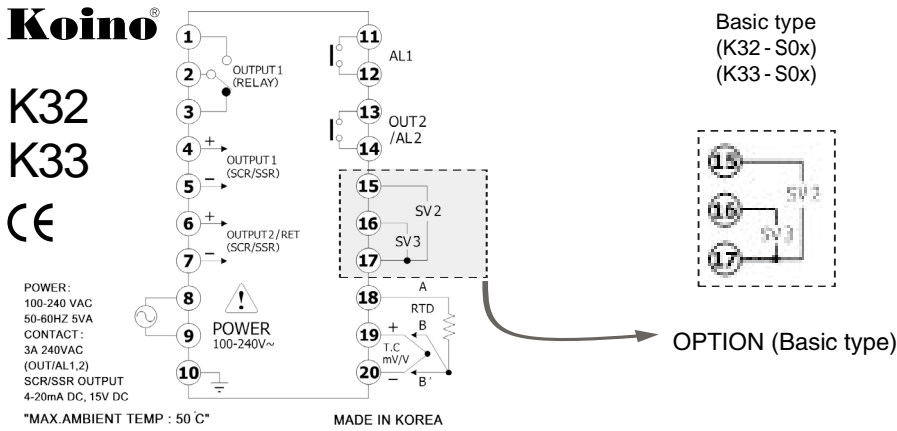 Koino®
K32
K33
CE
POWER:
100-240 VAC
50-60HZ 5VA
CONTACT:
3A 240VAC
(OUT/AL1,2)
SCR/SSR OUTPUT
4-20mA DC, 15V DC
"MAX.AMBIENT TEMP : 50 ̊C"
1
2
3
OUTPUT1
(RELAY)
4
+
5
−
OUTPUT1
(SCR/SSR)
6
+
7
−
OUTPUT2/RET
(SCR/SSR)
8
9
!
POWER
100-240V~
10
11
12
AL1
13
14
OUT2
/AL2
15
16
17
SV2
SV3
18
A
RTD
19
+
B
T.C
mV/V
20
−
B'
MADE IN KOREA
Basic type
(K32-S0x)
(K33-S0x)
15
16
17
SV2
SV3
OPTION (Basic type)